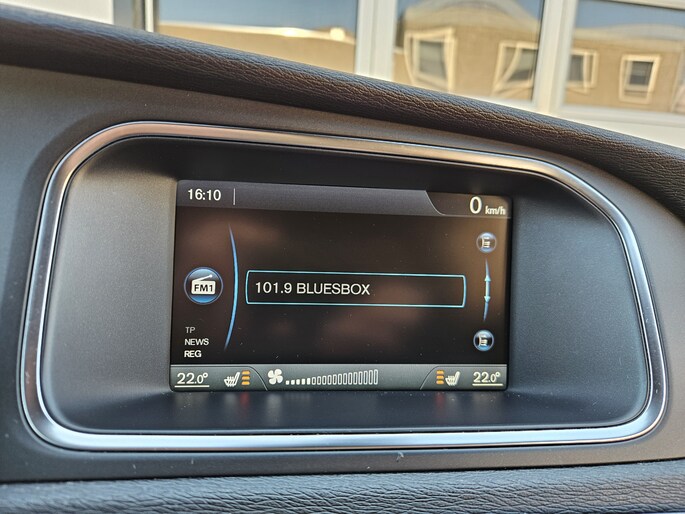 16:10
0 km/h
FM1
101.9 BLUESBOX
TP
NEWS
REG
22.0° 22.0°